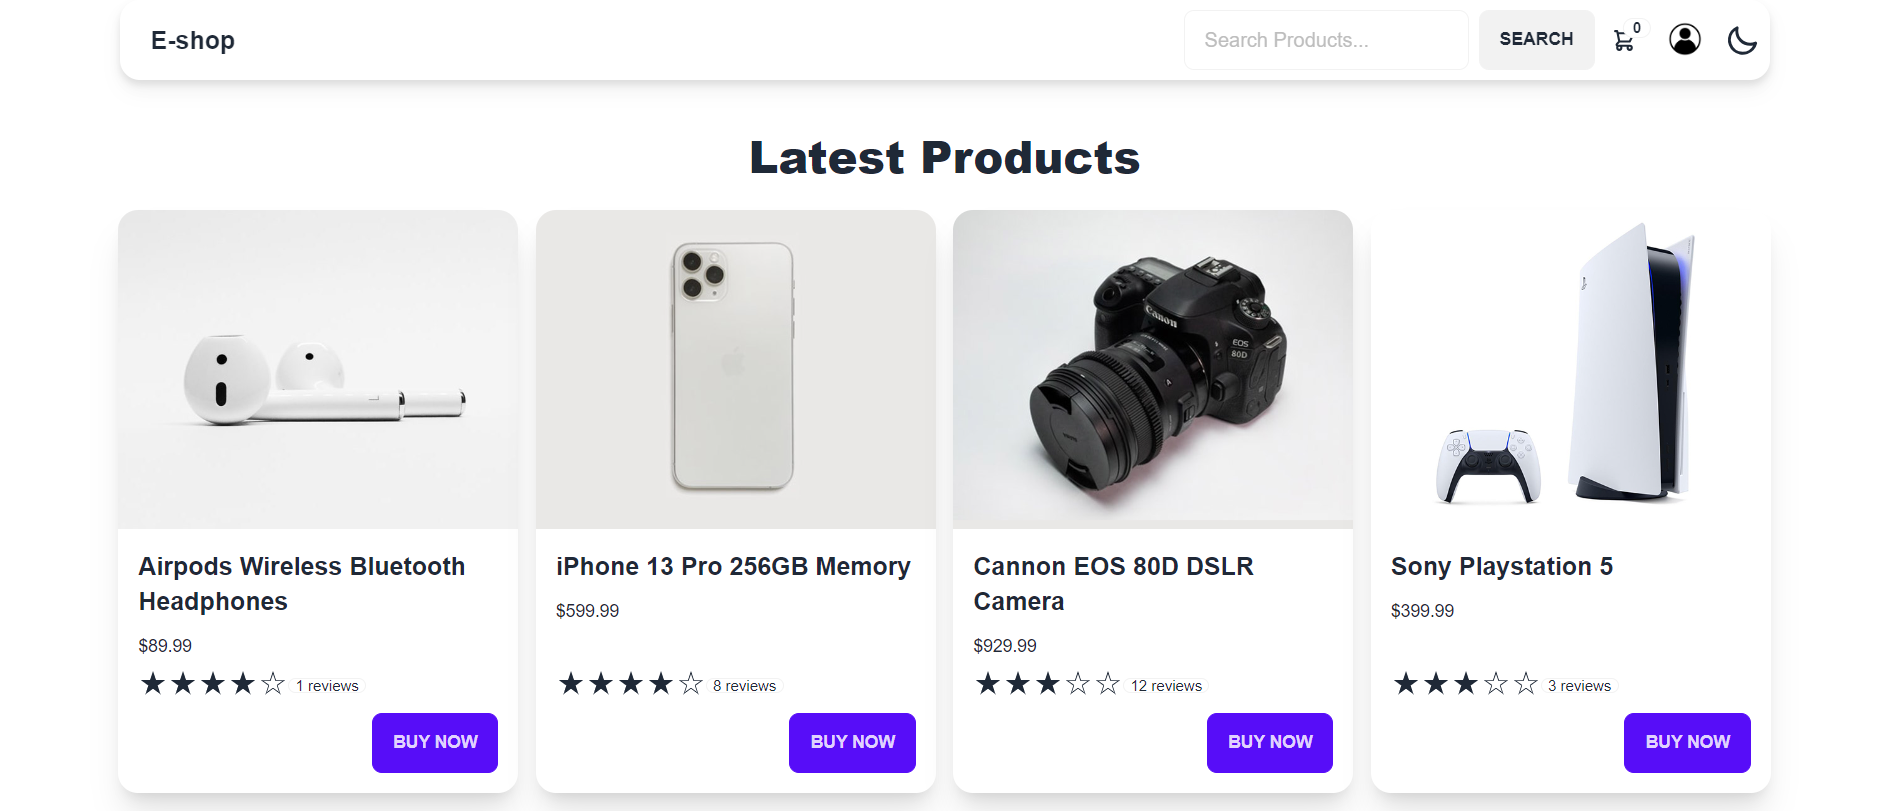 E-shop
Search Products...
SEARCH
0
Latest Products
Canon
EOS
80D
A
Airpods Wireless Bluetooth
Headphones
$89.99
★★★★☆ 1 reviews
BUY NOW
iPhone 13 Pro 256GB Memory
$599.99
★★★★☆ 8 reviews
BUY NOW
Cannon EOS 80D DSLR
Camera
$929.99
★★★☆☆ 12 reviews
BUY NOW
Sony Playstation 5
$399.99
★★★☆☆ 3 reviews
BUY NOW